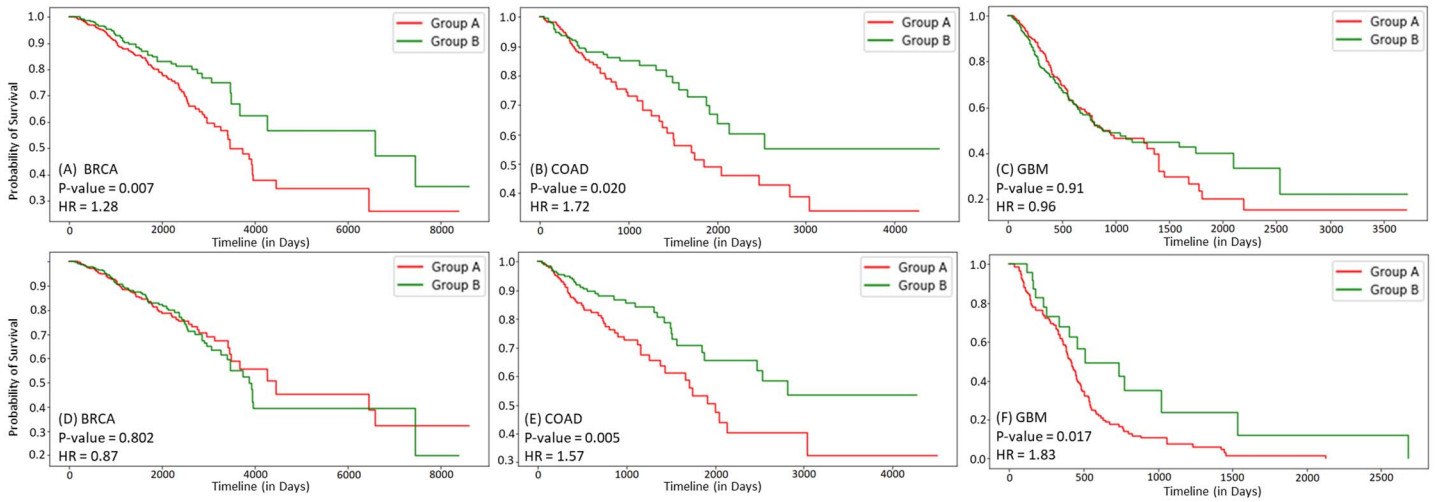 Group A
Group B
1.0
0.9
0.8
0.7
0.6
0.5
0.4
0.3
Probability of Survival
(A) BRCA
P-value = 0.007
HR = 1.28
0 2000 4000 6000 8000
Timeline (in Days)
Group A
Group B
1.0
0.9
0.8
0.7
0.6
0.5
0.4
(B) COAD
P-value = 0.020
HR = 1.72
0 1000 2000 3000 4000
Timeline (in Days)
Group A
Group B
1.0
0.8
0.6
0.4
0.2
(C) GBM
P-value = 0.91
HR = 0.96
0 500 1000 1500 2000 2500 3000 3500
Timeline (in Days)
Group A
Group B
0.9
0.8
0.7
0.6
0.5
0.4
0.3
0.2
Probability of Survival
(D) BRCA
P-value = 0.802
HR = 0.87
0 2000 4000 6000 8000
Timeline (in Days)
Group A
Group B
1.0
0.9
0.8
0.7
0.6
0.5
0.4
0.3
(E) COAD
P-value = 0.005
HR = 1.57
0 1000 2000 3000 4000
Timeline (in Days)
Group A
Group B
1.0
0.8
0.6
0.4
0.2
0.0
(F) GBM
P-value = 0.017
HR = 1.83
0 500 1000 1500 2000 2500
Timeline (in Days)